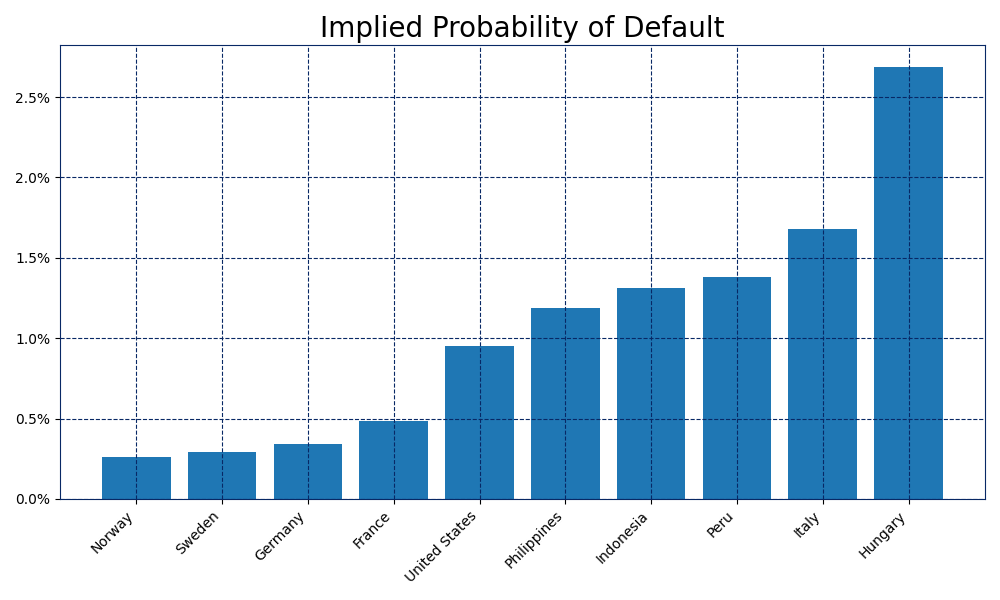 Implied Probability of Default
2.5%
2.0%
1.5%
1.0%
0.5%
0.0%
Norway
Sweden
Germany
France
United States
Philippines
Indonesia
Peru
Italy
Hungary